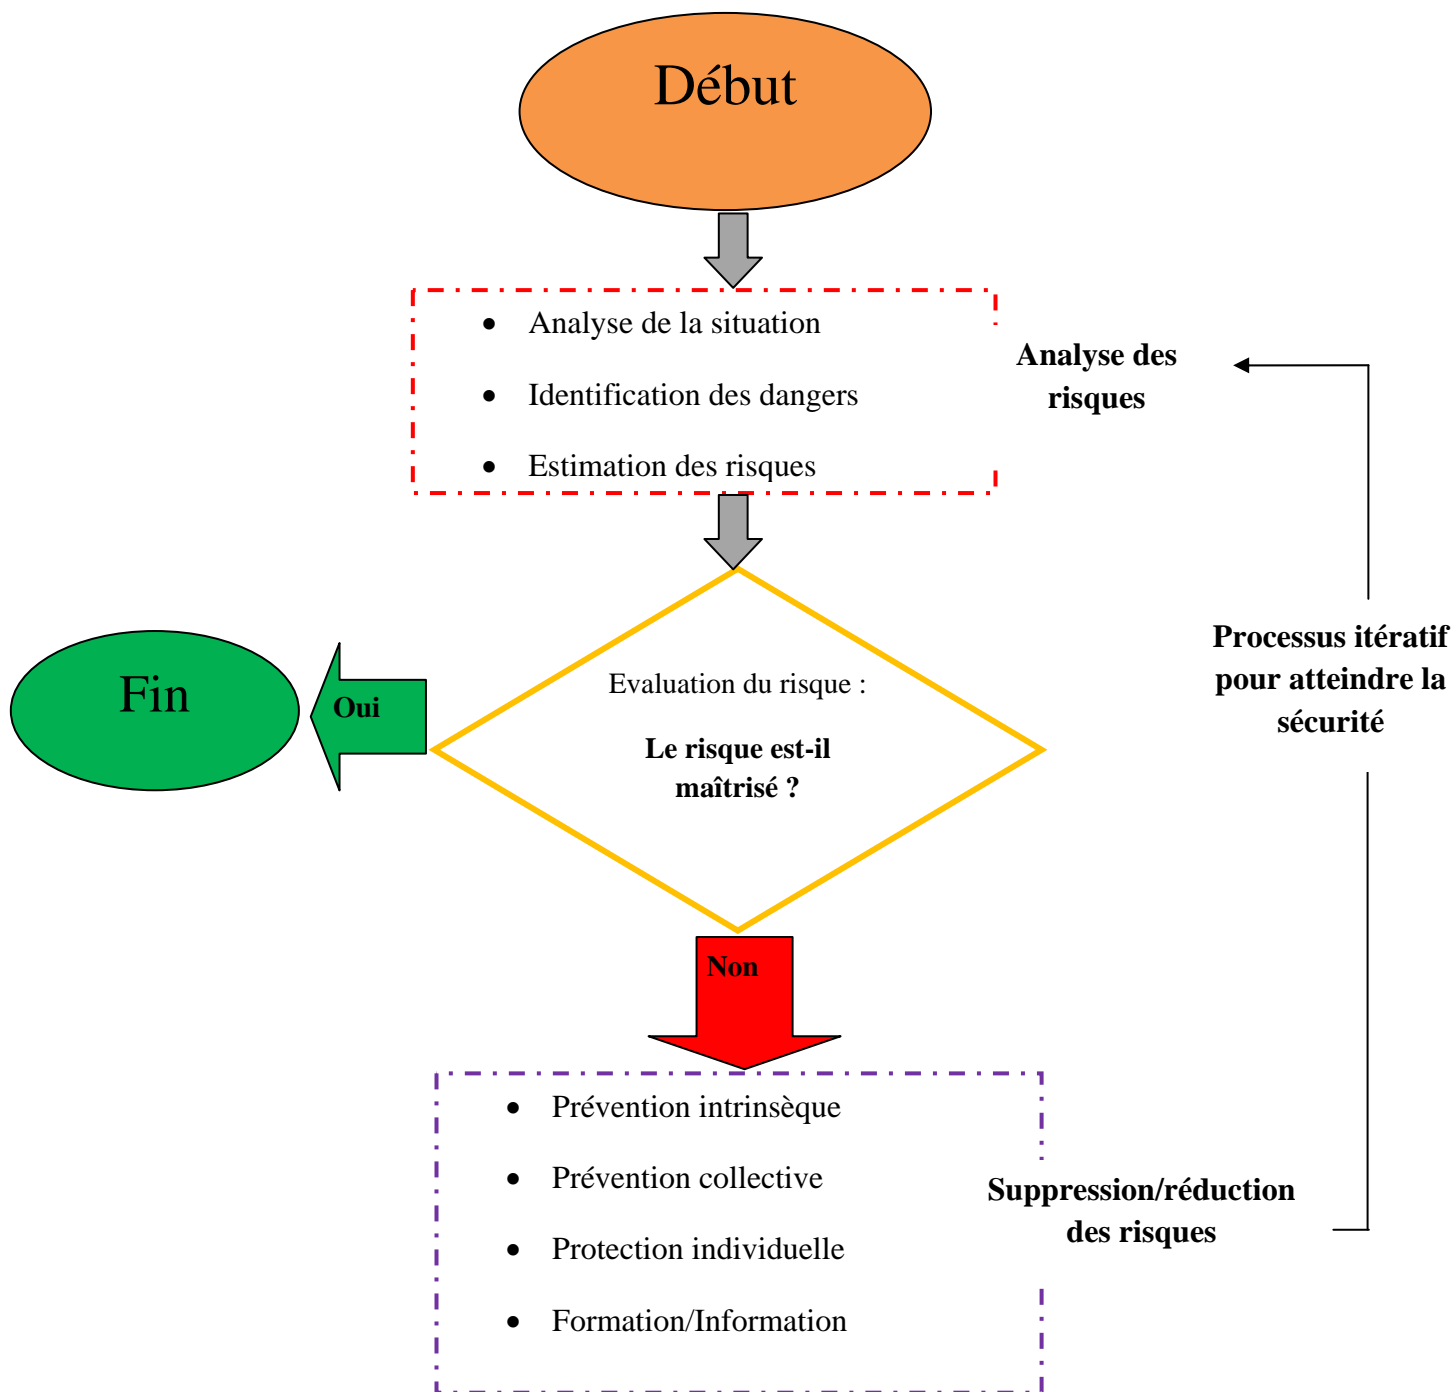 Début
• Analyse de la situation
• Identification des dangers
• Estimation des risques
Analyse des
risques
Evaluation du risque :
Le risque est-il
maîtrisé ?
Oui
Fin
Processus itératif
pour atteindre la
sécurité
Non
• Prévention intrinsèque
• Prévention collective
• Protection individuelle
• Formation/Information
Suppression/réduction
des risques